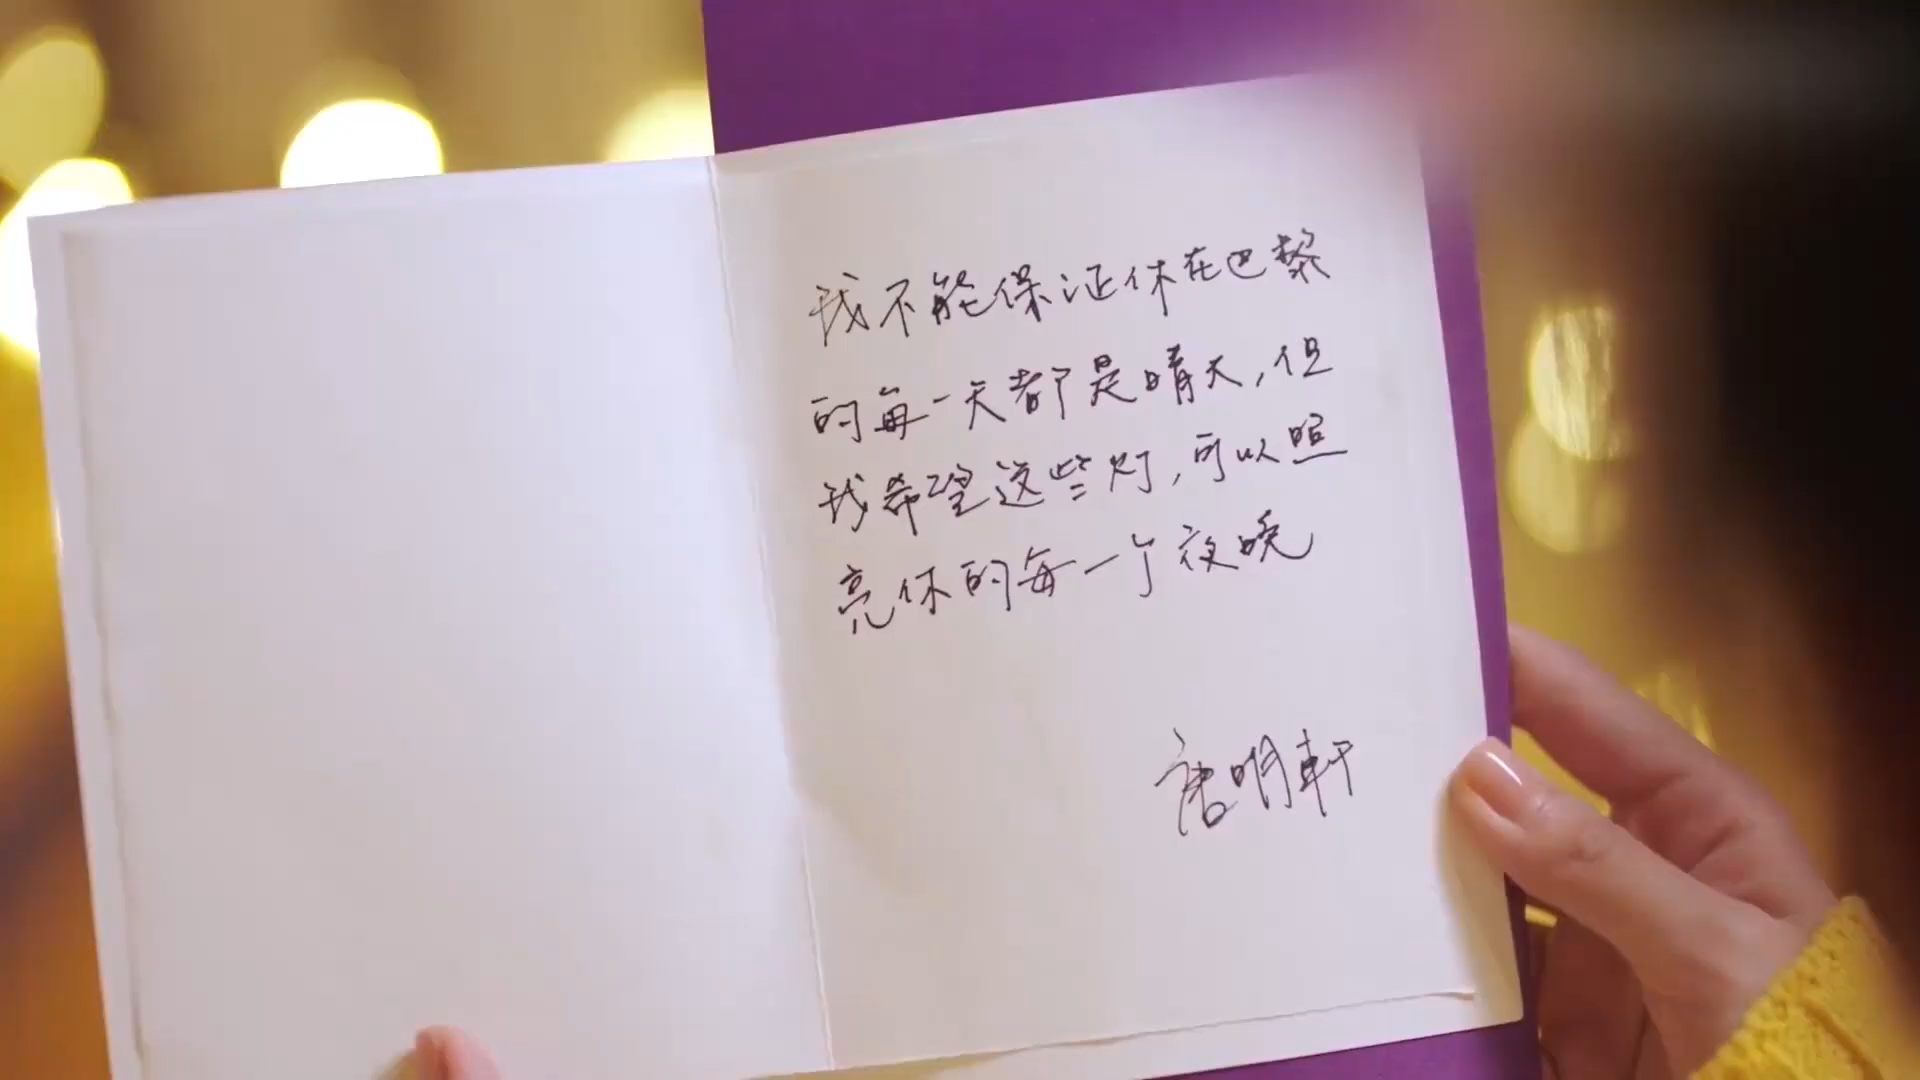 我不能保证你在巴黎
的每一天都是晴天,但
我希望这些灯,可以照
亮你的每一个夜晚
唐明軒